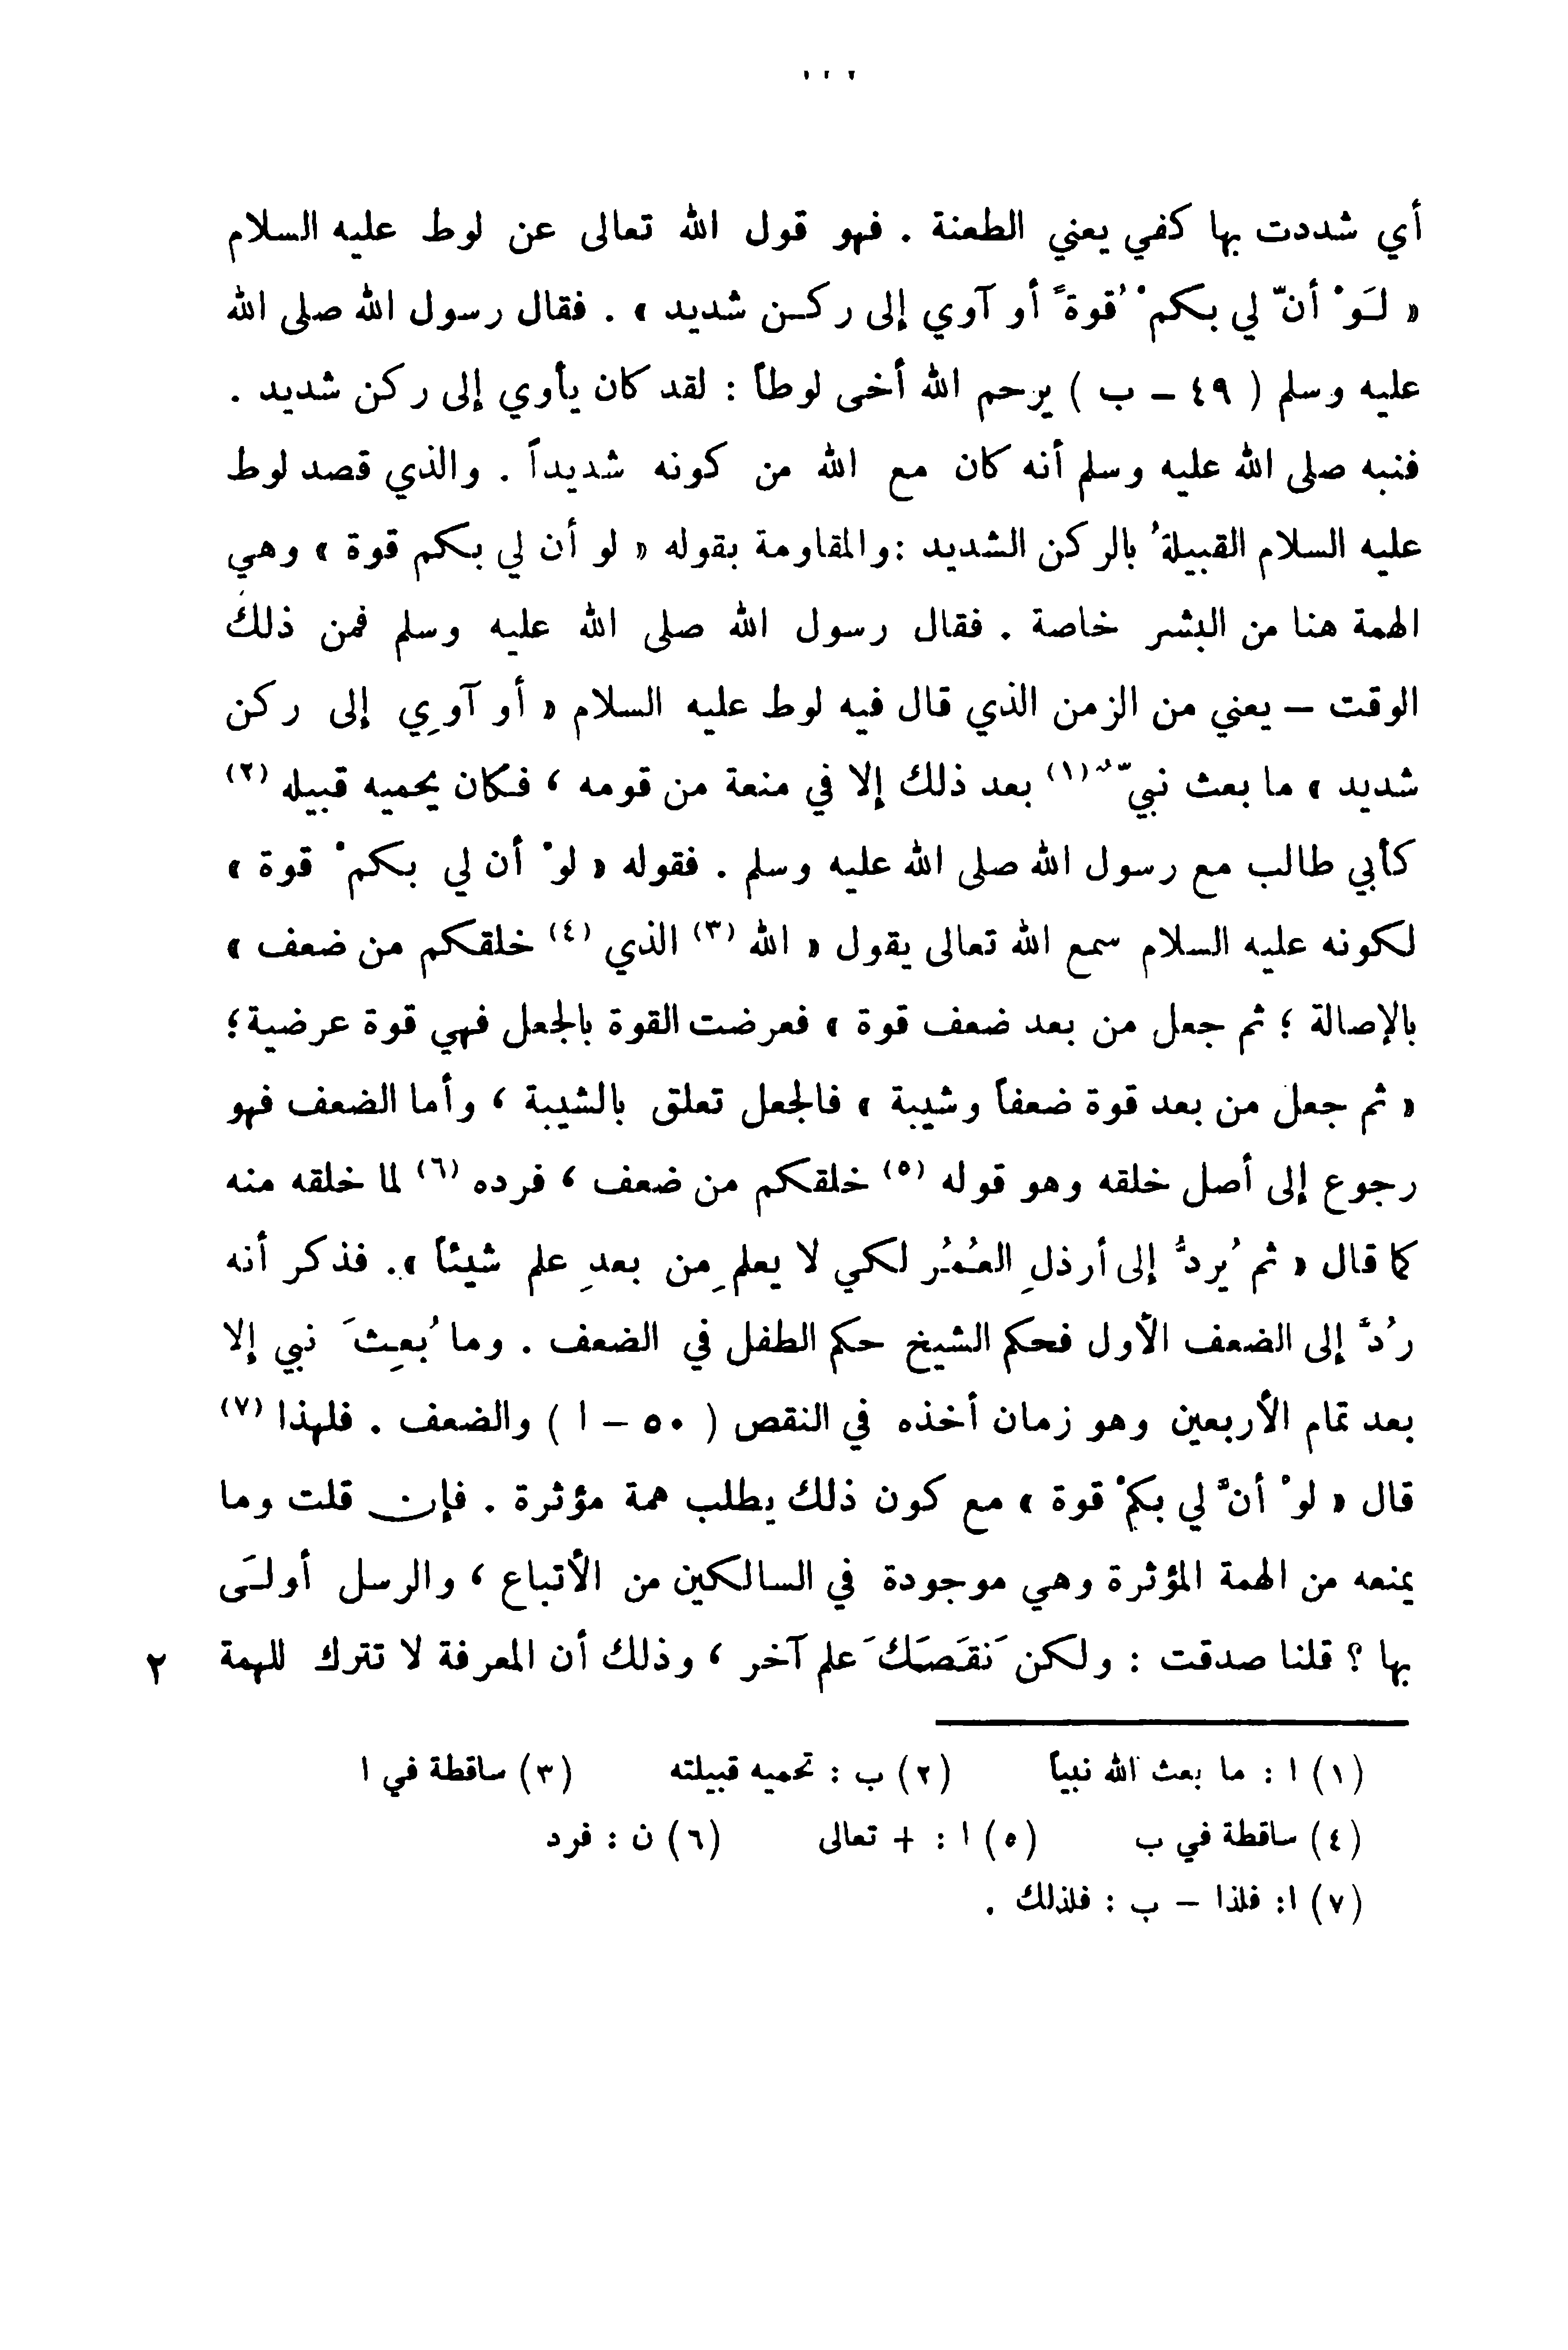 أي شددت بها كفي يعني الطعنة . فهو قول الله تعالى عن لوط عليه السلام
« لَوْ أنّ لي بكمْ قُوةً أو آوي إلى ركن شديد » . فقال رسول الله صلى الله
عليه وسلم ( ٤٩ – ب ) يرحم الله أخي لوطاً : لقد كان يأوي إلى ركن شديد .
فنبه صلى الله عليه وسلم أنه كان مع الله من كونه شديداً . والذي قصد لوط
عليه السلام القبيلةُ بالركن الشديد : والمقاومة بقوله « لو أن لي بكم قوة » وهي
الهمة هنا من البشر خاصة . فقال رسول الله صلى الله عليه وسلم فمن ذلك
الوقت – يعني من الزمن الذي قال فيه لوط عليه السلام « أو آوِي إلى ركن
شديد » ما بعث نبيّ (١) بعد ذلك إلا في منعة من قومه ، فكان يحميه قبيله (٢)
كأبي طالب مع رسول الله صلى الله عليه وسلم . فقوله « لوْ أن لي بكمْ قوة »
لكونه عليه السلام سمع الله تعالى يقول « الله (٣) الذي (٤) خلقكم من ضعف »
بالإصالة ؛ ثم جعل من بعد ضعف قوة » فعرضت القوة بالجعل فهي قوة عرضية ؛
« ثم جعل من بعد قوة ضعفاً وشيبة » فالجعل تعلق بالشيبة ، وأما الضعف فهو
رجوع إلى أصل خلقه وهو قوله (٥) خلقكم من ضعف ، فرده (٦) لما خلقه منه
كما قال « ثم يُردُّ إلى أرذلِ العُمُر لكي لا يعلم مِن بعدِ علم شيئاً ». فذكر أنه
رُدَّ إلى الضعف الأول فحكم الشيخ حكم الطفل في الضعف . وما بُعِثَ نبي إلا
بعد تمام الأربعين وهو زمان أخذه في النقص ( ٥٠ – ا ) والضعف . فلهذا (٧)
قال « لوْ أنَّ لي بكمْ قوة » مع كون ذلك يطلب همة مؤثرة . فإن قلت وما
يمنعه من الهمة المؤثرة وهي موجودة في السالكين من الأتباع ، والرسل أولَى
بها ؟ قلنا صدقت : ولكن نَقَصَكَ علم آخر ، وذلك أن المعرفة لا تترك للهمة ٢
(١) ا : ما بعث الله نبياً (٢) ب : تحميه قبيلته (٣) ساقطة في ا
(٤) ساقطة في ب (٥) ا : + تعالى (٦) ن : فرد
(٧) ا: فلذا – ب : فلذلك .